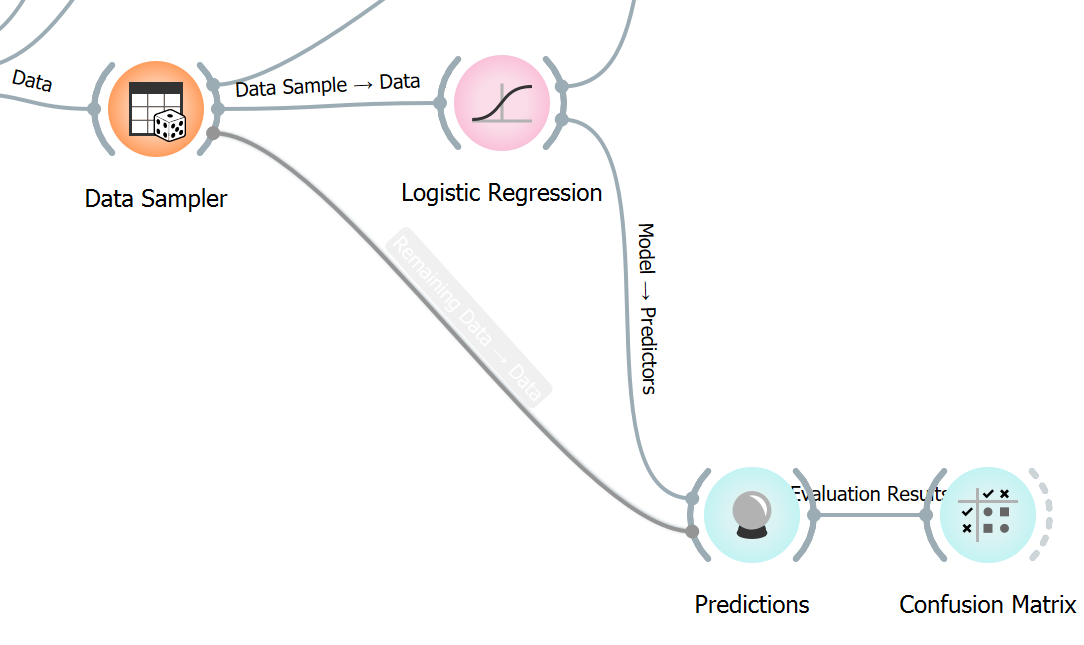 Data
Data Sample → Data
Data Sampler
Logistic Regression
Remaining Data → Data
Model → Predictors
Evaluation Results
Predictions
Confusion Matrix